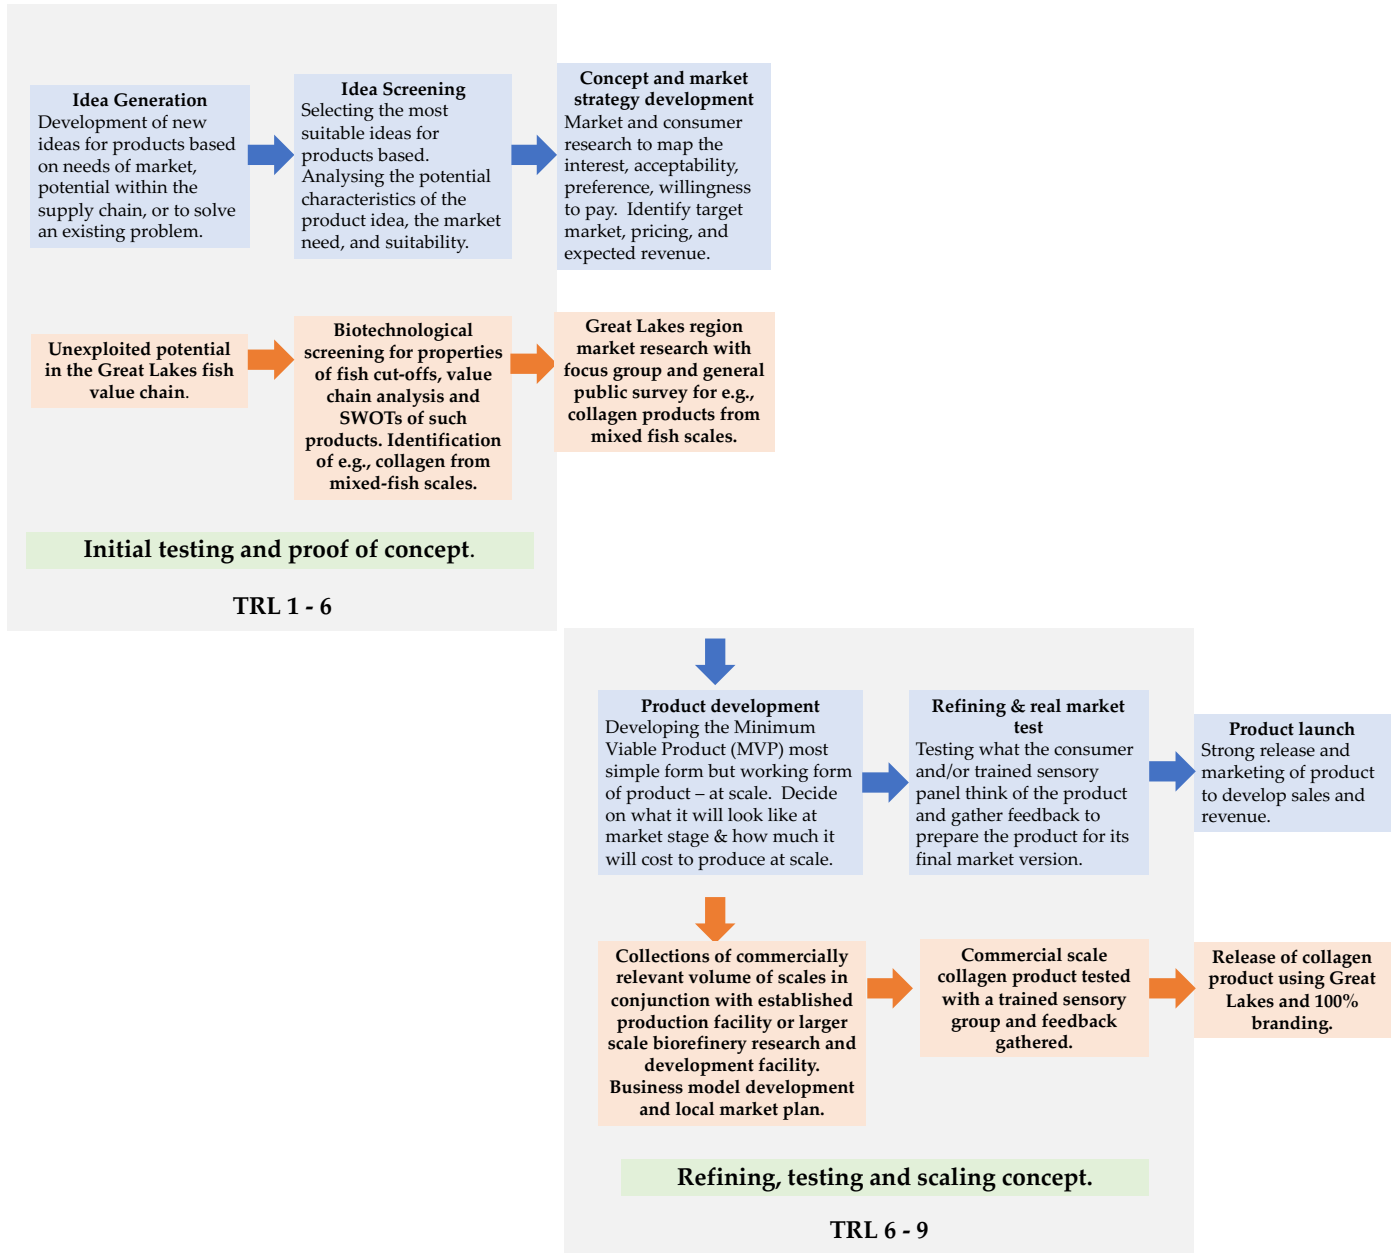 Idea Generation
Development of new
ideas for products based
on needs of market,
potential within the
supply chain, or to solve
an existing problem.
Idea Screening
Selecting the most
suitable ideas for
products based.
Analysing the potential
characteristics of the
product idea, the market
need, and suitability.
Concept and market
strategy development
Market and consumer
research to map the
interest, acceptability,
preference, willingness
to pay.  Identify target
market, pricing, and
expected revenue.
Unexploited potential
in the Great Lakes fish
value chain.
Biotechnological
screening for properties
of fish cut-offs, value
chain analysis and
SWOTs of such
products. Identification
of e.g., collagen from
mixed-fish scales.
Great Lakes region
market research with
focus group and general
public survey for e.g.,
collagen products from
mixed fish scales.
Initial testing and proof of concept.
TRL 1 - 6
Product development
Developing the Minimum
Viable Product (MVP) most
simple form but working form
of product – at scale.  Decide
on what it will look like at
market stage & how much it
will cost to produce at scale.
Refining & real market
test
Testing what the consumer
and/or trained sensory
panel think of the product
and gather feedback to
prepare the product for its
final market version.
Product launch
Strong release and
marketing of product
to develop sales and
revenue.
Collections of commercially
relevant volume of scales in
conjunction with established
production facility or larger
scale biorefinery research and
development facility.
Business model development
and local market plan.
Commercial scale
collagen product tested
with a trained sensory
group and feedback
gathered.
Release of collagen
product using Great
Lakes and 100%
branding.
Refining, testing and scaling concept.
TRL 6 - 9